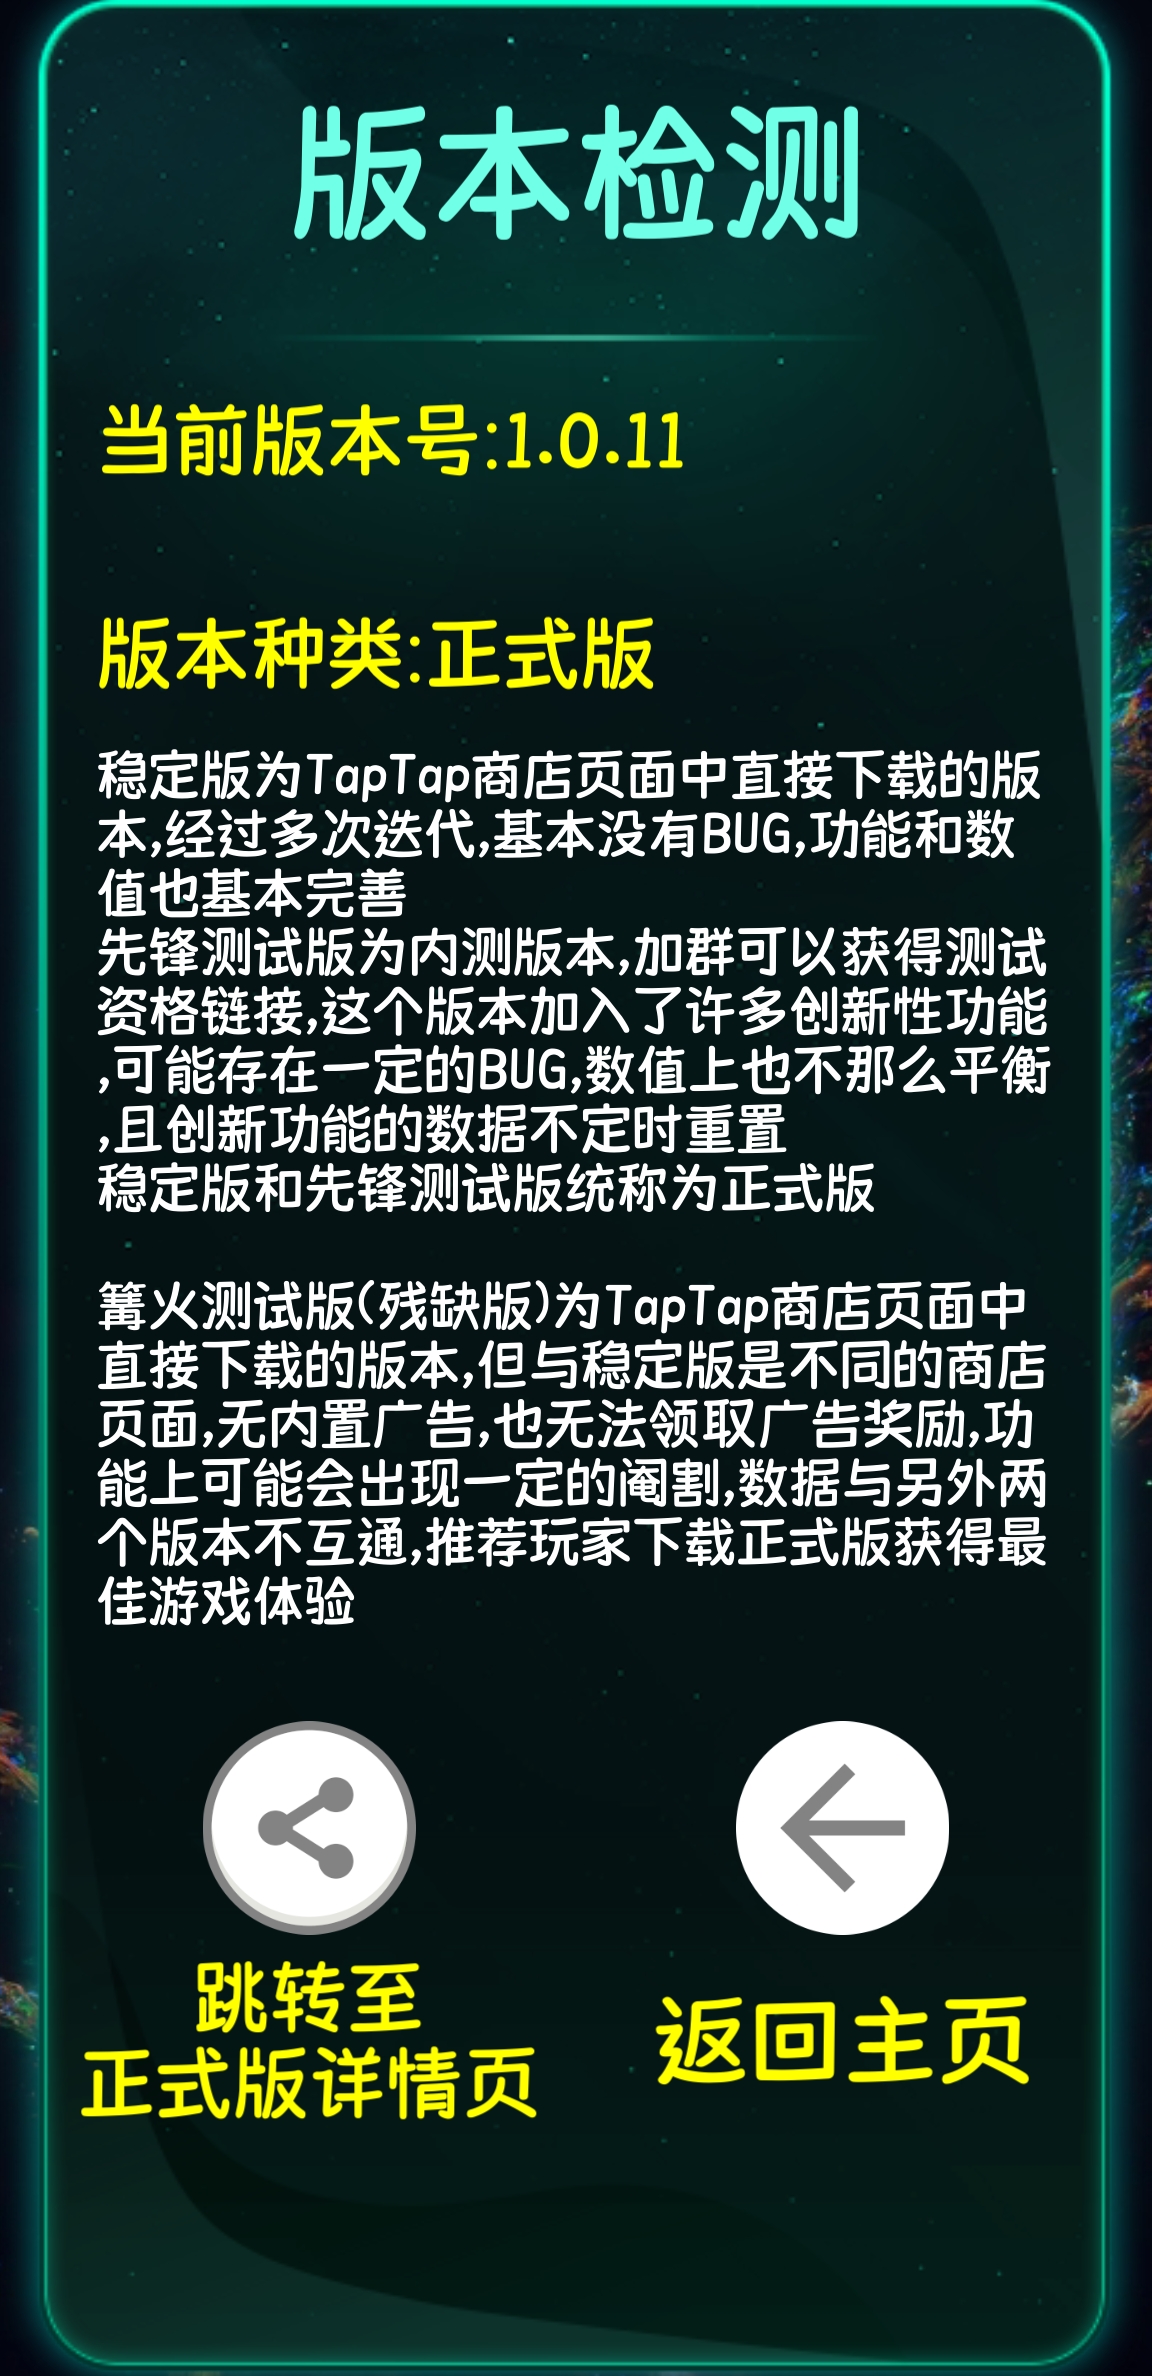 版本检测
当前版本号:1.0.11
版本种类:正式版
稳定版为TapTap商店页面中直接下载的版
本,经过多次迭代,基本没有BUG,功能和数
值也基本完善
先锋测试版为内测版本,加群可以获得测试
资格链接,这个版本加入了许多创新性功能
,可能存在一定的BUG,数值上也不那么平衡
,且创新功能的数据不定时重置
稳定版和先锋测试版统称为正式版
篝火测试版(残缺版)为TapTap商店页面中
直接下载的版本,但与稳定版是不同的商店
页面,无内置广告,也无法领取广告奖励,功
能上可能会出现一定的阉割,数据与另外两
个版本不互通,推荐玩家下载正式版获得最
佳游戏体验
跳转至
正式版详情页
返回主页